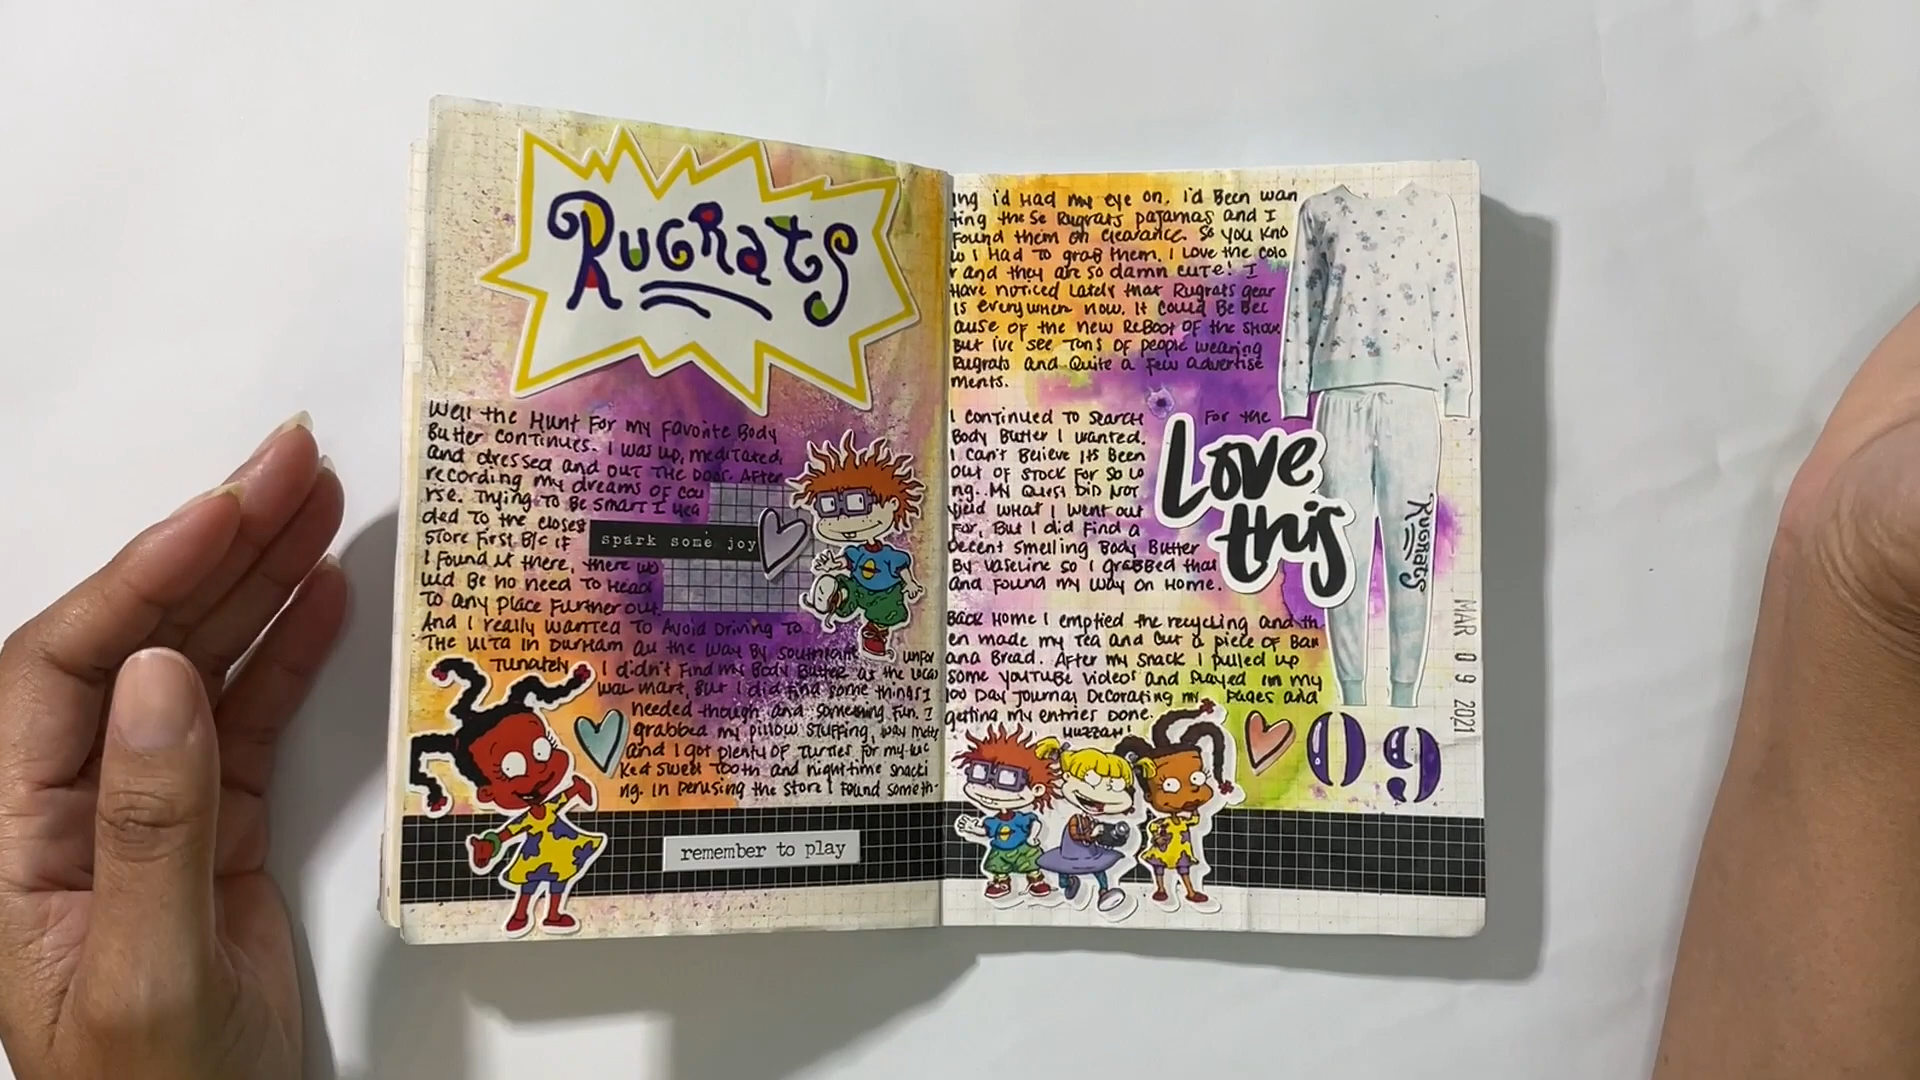 RUGRatS
Well the Hunt For my Favorite Body
Butter continues. I was up, meditated,
and dressed and out The Door. After
recording my dreams of cou
rse. Trying To Be Smart I Hea
ded To the closes
Store First B/c if
spark some joy
I found it there, there wo
uld Be no need To Head
To any place Further out.
And I really wanted To Avoid Driving To
The Ulta in Durham all the way By Southpoint. unfor
Tunately I didn't Find my Body Butter at the local
wal mart, But I did find some things I
needed though and something Fun. I
grabbed my pillow Stuffing,
and I got plenty OF Turtles For my
Ked Sweet Tooth and nighttime snacki
ng. In perusing the store I Found someth-
remember to play
ing i'd Had my eye on. I'd Been wan
ting these Rugrats pajamas and I
Found them on clearance. So you kno
w I Had To grab them. I Love the colo
r and they are so damn cute! I
Have noticed Lately that Rugrats gear
is everywhere now. It could Be Bec
ause of the new ReBoot OF the show
But ive see Tons OF people wearing
Rugrats and Quite a Few advertise
ments.
I continued To Search For the
Body Butter I wanted.
I can't Believe its Been
out OF Stock For So Lo
ng. My Quest Did Not
yield what I went out
For, But I did Find a
decent smelling Body Butter
By Vaseline so I grabbed that
and Found my way on Home.
Love
this
RUGRatS
Back Home I emptied the recycling and th
en made my Tea and cut a piece of Ban
ana Bread. After my Snack I pulled up
some YouTube videos and played in my
100 Day Journal Decorating my pages and
getting my entries Done.
Huzzah!
09
MAR 09 2021